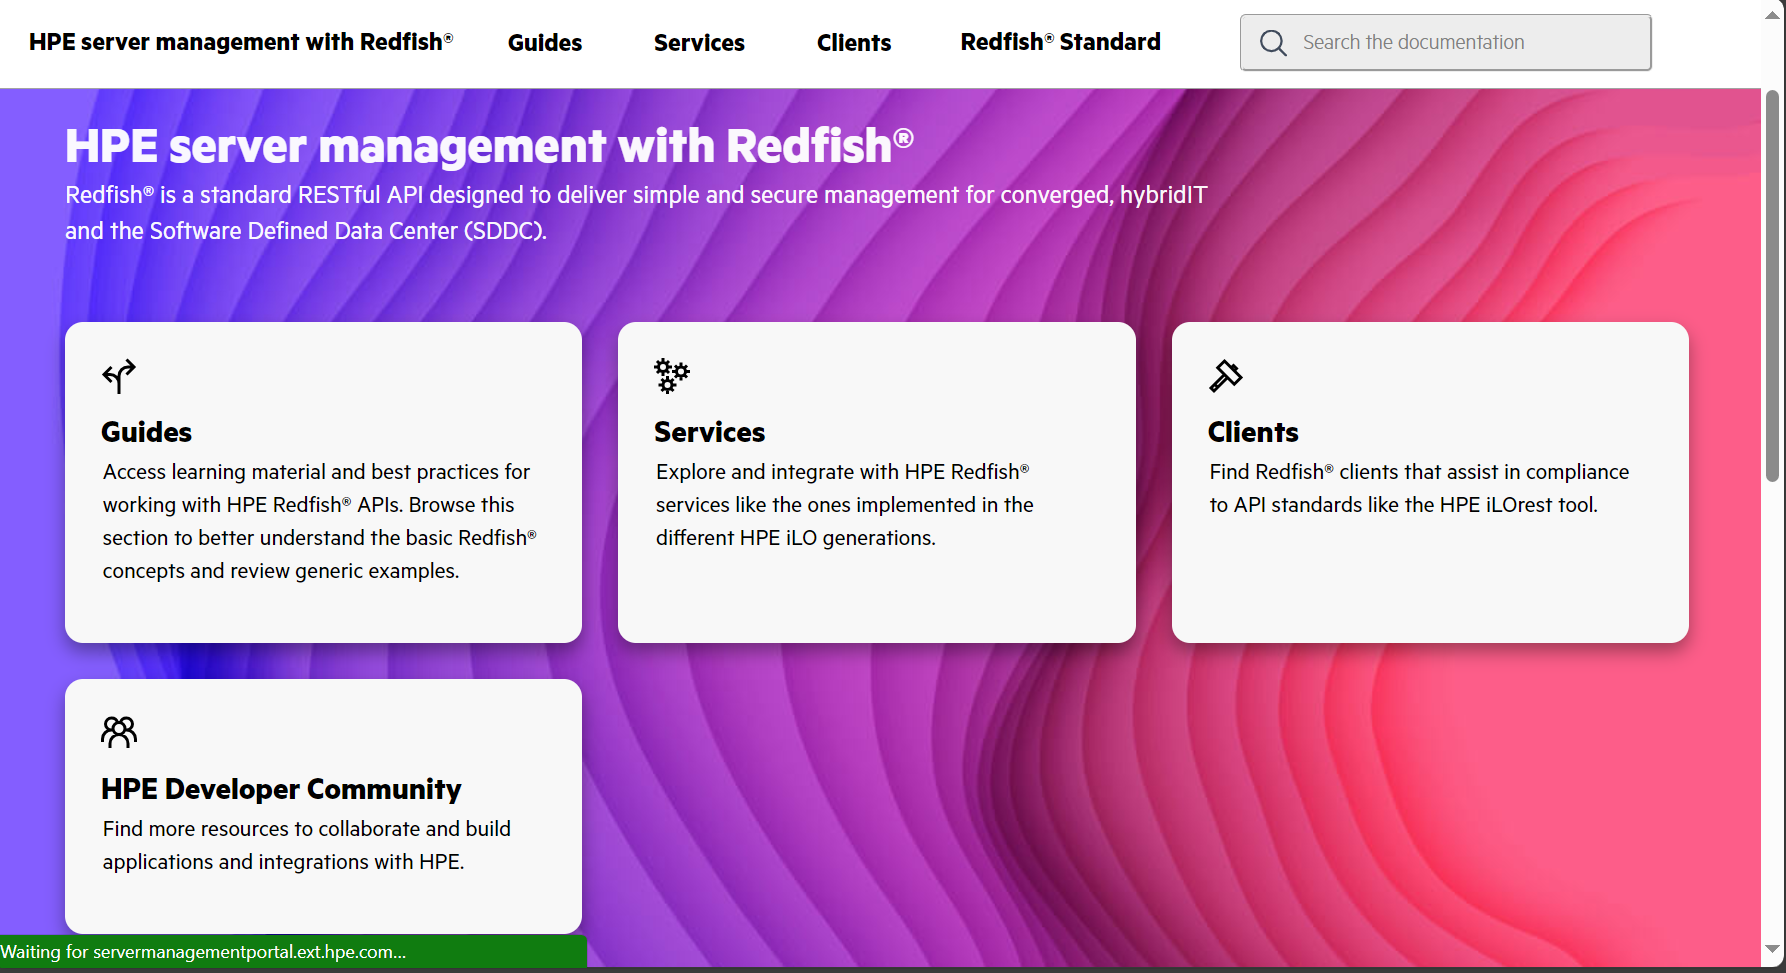 HPE server management with Redfish® Guides Services Clients Redfish® Standard Search the documentation
HPE server management with Redfish®
Redfish® is a standard RESTful API designed to deliver simple and secure management for converged, hybridIT
and the Software Defined Data Center (SDDC).
Guides
Access learning material and best practices for
working with HPE Redfish® APIs. Browse this
section to better understand the basic Redfish®
concepts and review generic examples.
Services
Explore and integrate with HPE Redfish®
services like the ones implemented in the
different HPE iLO generations.
Clients
Find Redfish® clients that assist in compliance
to API standards like the HPE iLOrest tool.
HPE Developer Community
Find more resources to collaborate and build
applications and integrations with HPE.
Waiting for servermanagementportal.ext.hpe.com...